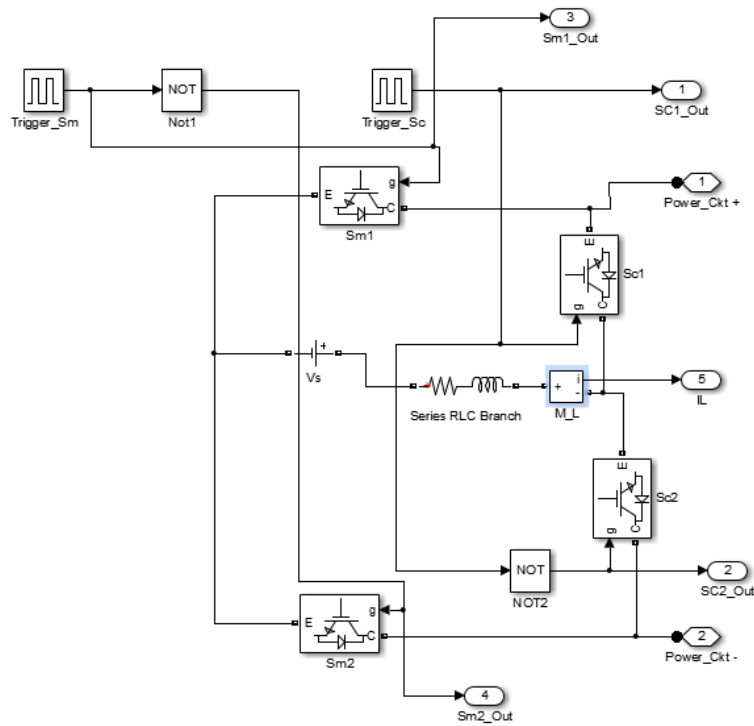 3
Sm1_Out
Trigger_Sm
NOT
Not1
Trigger_Sc
1
SC1_Out
g
E
C
Sm1
1
Power_Ckt +
E
g
C
Sc1
+
Vs
Series RLC Branch
+
i
-
M_L
5
IL
E
g
C
Sc2
NOT
NOT2
2
SC2_Out
g
E
C
Sm2
2
Power_Ckt -
4
Sm2_Out